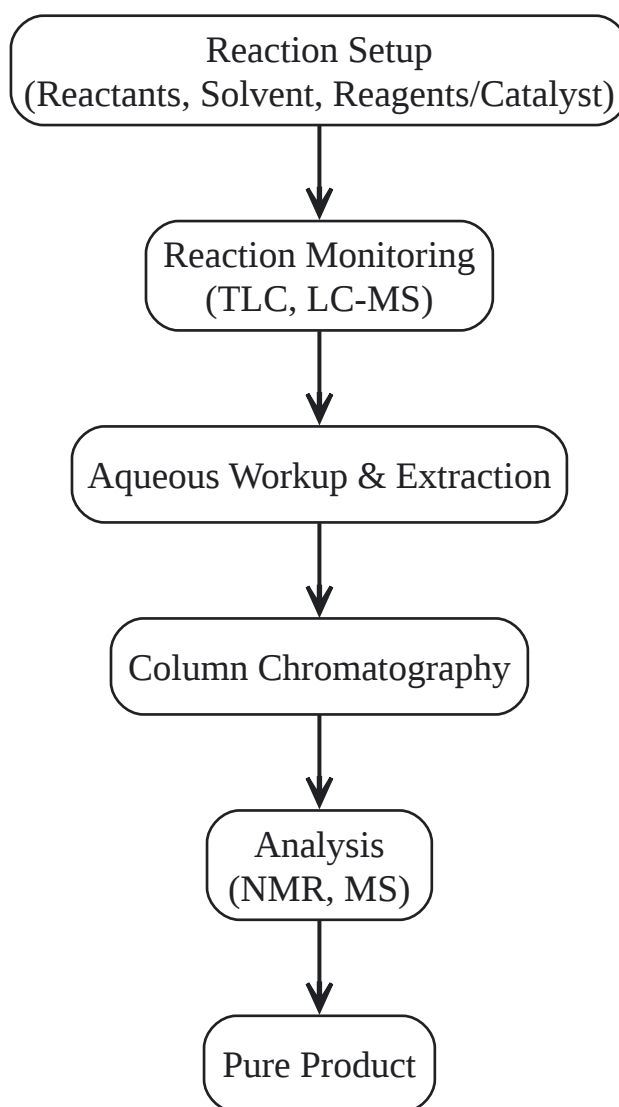 Reaction Setup
(Reactants, Solvent, Reagents/Catalyst)
Reaction Monitoring
(TLC, LC-MS)
Aqueous Workup & Extraction
Column Chromatography
Analysis
(NMR, MS)
Pure Product